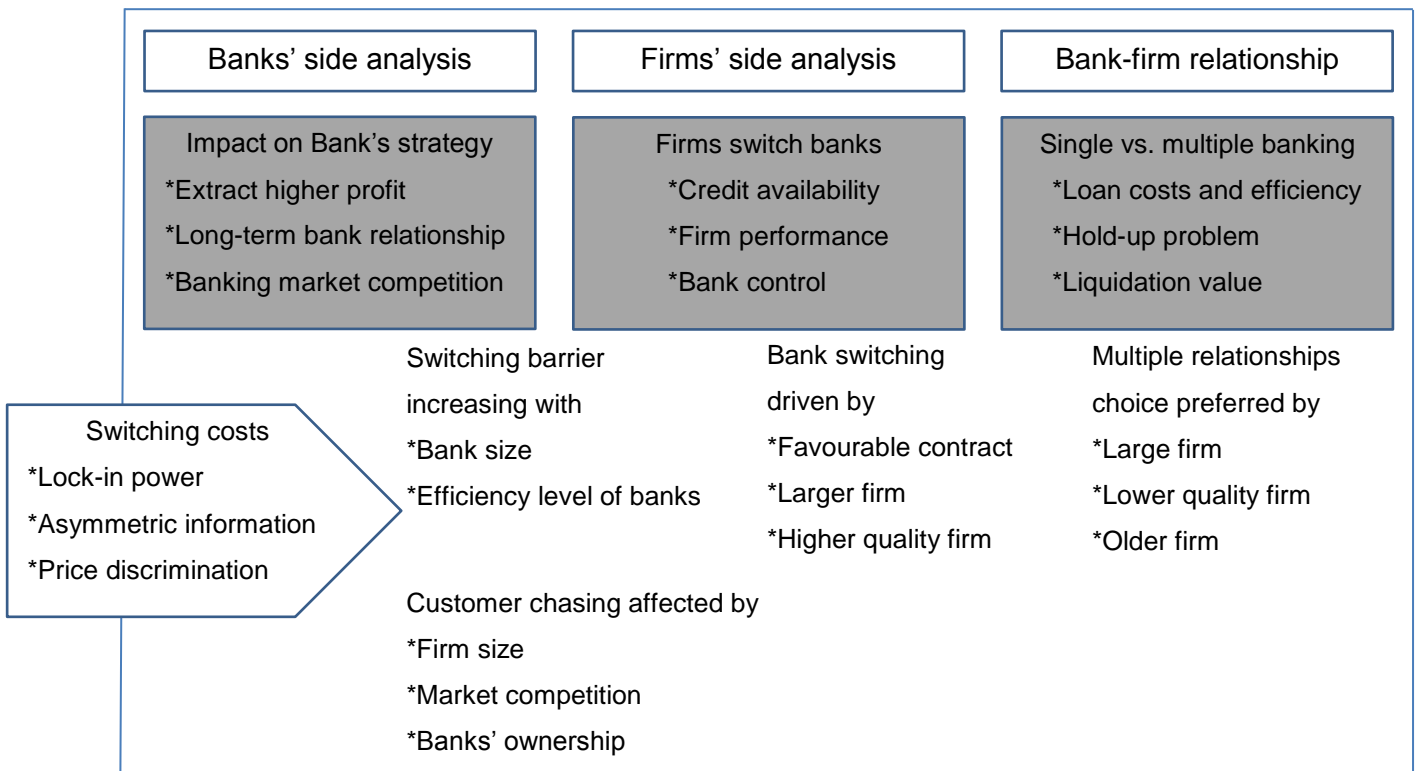 Banks’ side analysis
Firms’ side analysis
Bank-firm relationship
Impact on Bank’s strategy
*Extract higher profit
*Long-term bank relationship
*Banking market competition
Firms switch banks
*Credit availability
*Firm performance
*Bank control
Single vs. multiple banking
*Loan costs and efficiency
*Hold-up problem
*Liquidation value
Switching costs
*Lock-in power
*Asymmetric information
*Price discrimination
Switching barrier
increasing with
*Bank size
*Efficiency level of banks
Customer chasing affected by
*Firm size
*Market competition
*Banks’ ownership
Bank switching
driven by
*Favourable contract
*Larger firm
*Higher quality firm
Multiple relationships
choice preferred by
*Large firm
*Lower quality firm
*Older firm